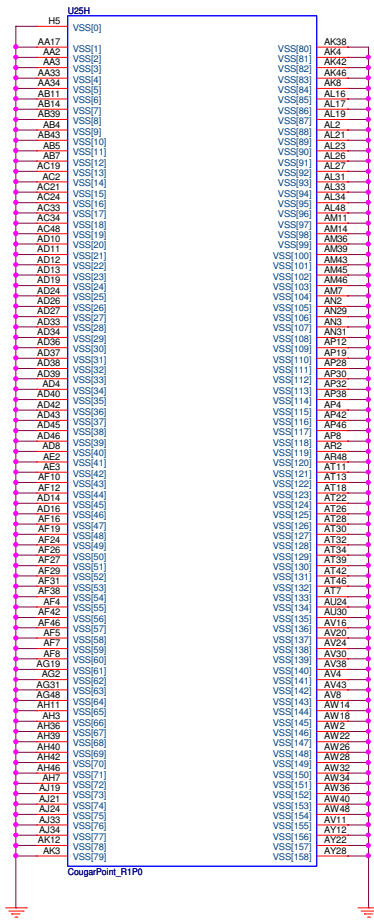 U25H
H5 VSS[0]
AA17 VSS[1]
AA2 VSS[2]
AA3 VSS[3]
AA33 VSS[4]
AA34 VSS[5]
AB11 VSS[6]
AB14 VSS[7]
AB39 VSS[8]
AB4 VSS[9]
AB43 VSS[10]
AB5 VSS[11]
AB7 VSS[12]
AC19 VSS[13]
AC2 VSS[14]
AC21 VSS[15]
AC24 VSS[16]
AC33 VSS[17]
AC34 VSS[18]
AC48 VSS[19]
AD10 VSS[20]
AD11 VSS[21]
AD12 VSS[22]
AD13 VSS[23]
AD19 VSS[24]
AD24 VSS[25]
AD26 VSS[26]
AD27 VSS[27]
AD33 VSS[28]
AD34 VSS[29]
AD36 VSS[30]
AD37 VSS[31]
AD38 VSS[32]
AD39 VSS[33]
AD4 VSS[34]
AD40 VSS[35]
AD42 VSS[36]
AD43 VSS[37]
AD45 VSS[38]
AD46 VSS[39]
AD8 VSS[40]
AE2 VSS[41]
AE3 VSS[42]
AF10 VSS[43]
AF12 VSS[44]
AD14 VSS[45]
AD16 VSS[46]
AF16 VSS[47]
AF19 VSS[48]
AF24 VSS[49]
AF26 VSS[50]
AF27 VSS[51]
AF29 VSS[52]
AF31 VSS[53]
AF38 VSS[54]
AF4 VSS[55]
AF42 VSS[56]
AF46 VSS[57]
AF5 VSS[58]
AF7 VSS[59]
AF8 VSS[60]
AG19 VSS[61]
AG2 VSS[62]
AG31 VSS[63]
AG48 VSS[64]
AH11 VSS[65]
AH3 VSS[66]
AH36 VSS[67]
AH39 VSS[68]
AH40 VSS[69]
AH42 VSS[70]
AH46 VSS[71]
AH7 VSS[72]
AJ19 VSS[73]
AJ21 VSS[74]
AJ24 VSS[75]
AJ33 VSS[76]
AJ34 VSS[77]
AK12 VSS[78]
AK3 VSS[79]
VSS[80] AK38
VSS[81] AK4
VSS[82] AK42
VSS[83] AK46
VSS[84] AK8
VSS[85] AL16
VSS[86] AL17
VSS[87] AL19
VSS[88] AL2
VSS[89] AL21
VSS[90] AL23
VSS[91] AL26
VSS[92] AL27
VSS[93] AL31
VSS[94] AL33
VSS[95] AL34
VSS[96] AL48
VSS[97] AM11
VSS[98] AM14
VSS[99] AM36
VSS[100] AM39
VSS[101] AM43
VSS[102] AM45
VSS[103] AM46
VSS[104] AM7
VSS[105] AN2
VSS[106] AN29
VSS[107] AN3
VSS[108] AN31
VSS[109] AP12
VSS[110] AP19
VSS[111] AP28
VSS[112] AP30
VSS[113] AP32
VSS[114] AP38
VSS[115] AP4
VSS[116] AP42
VSS[117] AP46
VSS[118] AP8
VSS[119] AR2
VSS[120] AR48
VSS[121] AT11
VSS[122] AT13
VSS[123] AT18
VSS[124] AT22
VSS[125] AT26
VSS[126] AT28
VSS[127] AT30
VSS[128] AT32
VSS[129] AT34
VSS[130] AT39
VSS[131] AT42
VSS[132] AT46
VSS[133] AT7
VSS[134] AU24
VSS[135] AU30
VSS[136] AV16
VSS[137] AV20
VSS[138] AV24
VSS[139] AV30
VSS[140] AV38
VSS[141] AV4
VSS[142] AV43
VSS[143] AV8
VSS[144] AW14
VSS[145] AW18
VSS[146] AW2
VSS[147] AW22
VSS[148] AW26
VSS[149] AW28
VSS[150] AW32
VSS[151] AW34
VSS[152] AW36
VSS[153] AW40
VSS[154] AW48
VSS[155] AV11
VSS[156] AY12
VSS[157] AY22
VSS[158] AY28
CougarPoint_R1P0